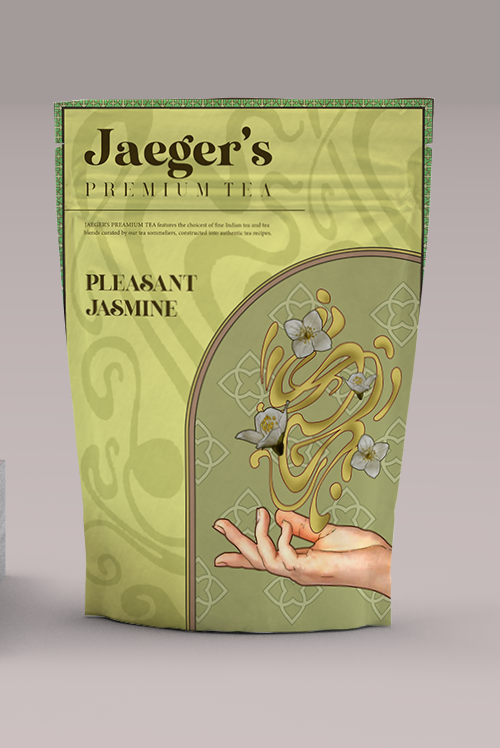 Jaeger's
PREMIUM TEA
JAEGER'S PREAMIUM TEA features the choicest of fine Indian tea and tea
blends curated by our tea sommeliers, constructed into authentic tea recipes.
PLEASANT
JASMINE